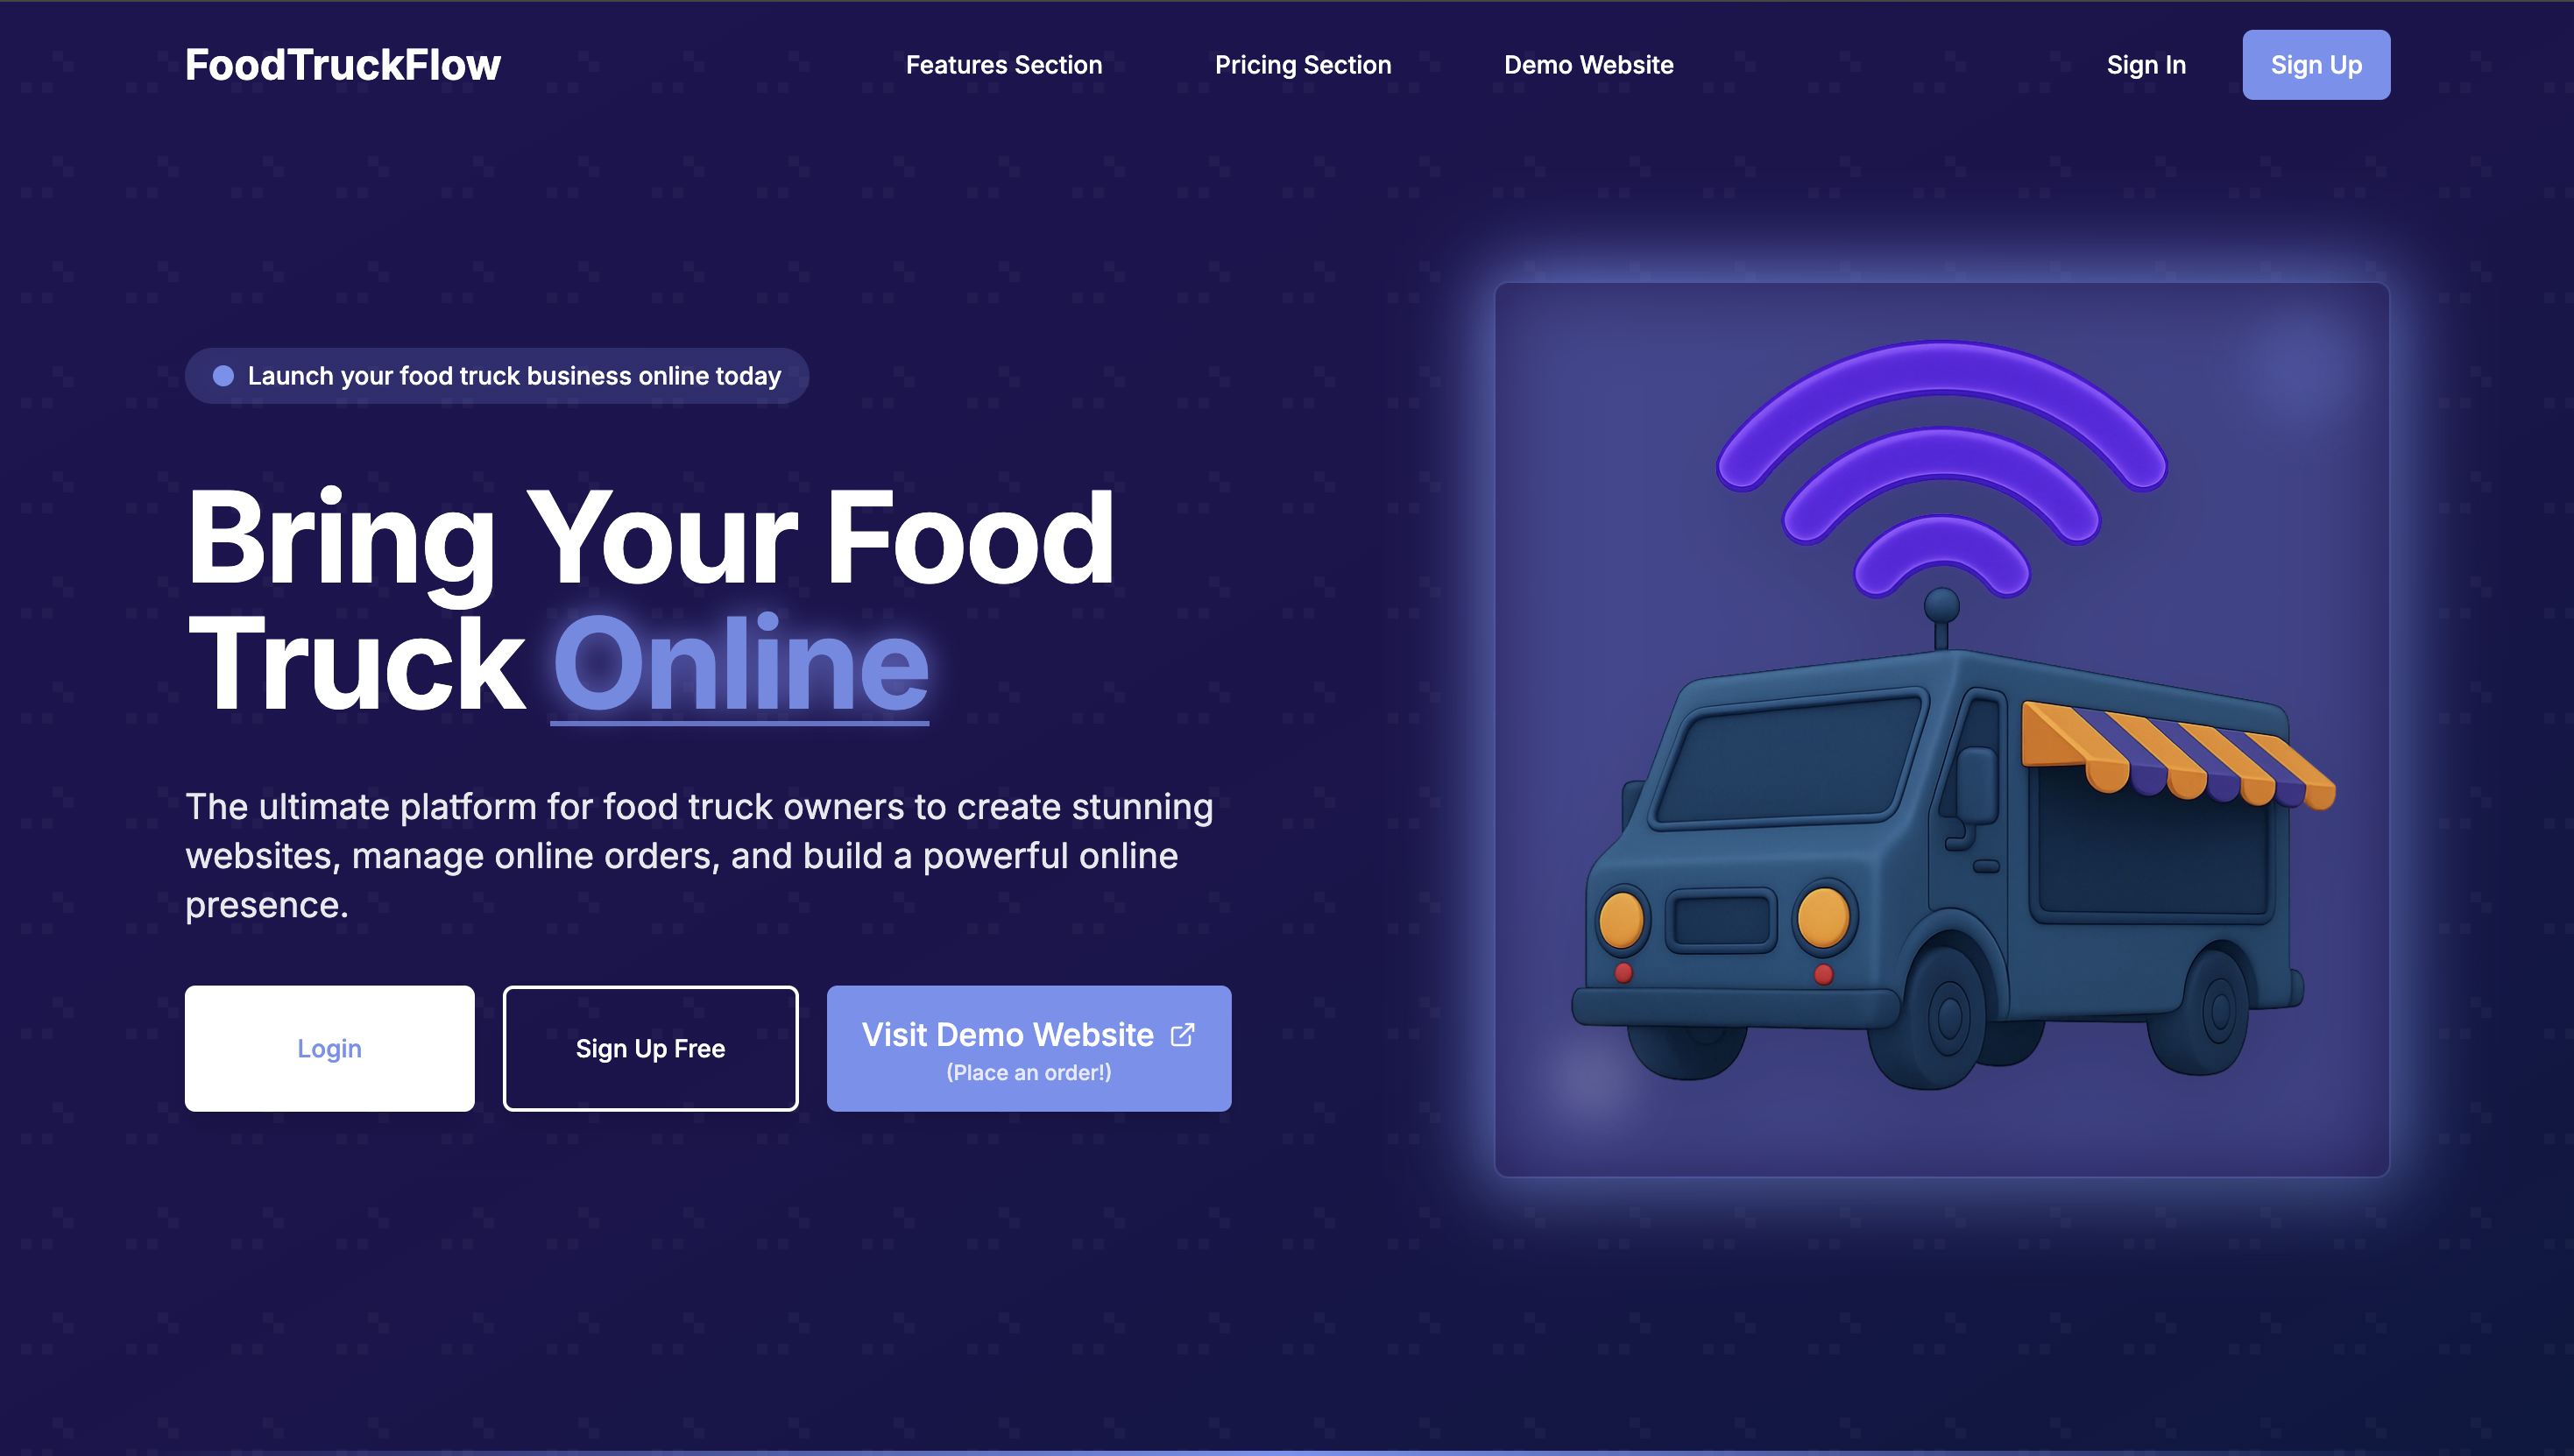 FoodTruckFlow
Features Section
Pricing Section
Demo Website
Sign In
Sign Up
Launch your food truck business online today
Bring Your Food
Truck Online
The ultimate platform for food truck owners to create stunning
websites, manage online orders, and build a powerful online
presence.
Login
Sign Up Free
Visit Demo Website
(Place an order!)